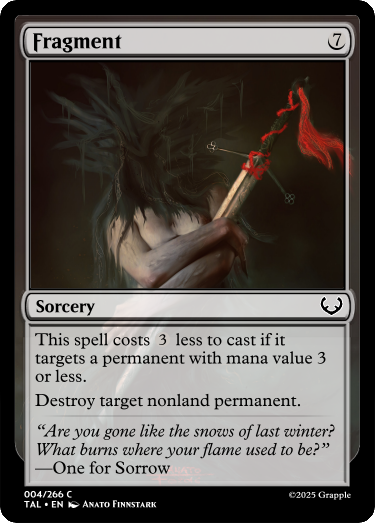 Fragment 7
Sorcery
This spell costs 3 less to cast if it
targets a permanent with mana value 3
or less.
Destroy target nonland permanent.
“Are you gone like the snows of last winter?
What burns where your flame used to be?”
—One for Sorrow
004/266 C
TAL • EN Anato Finnstark
©2025 Grapple